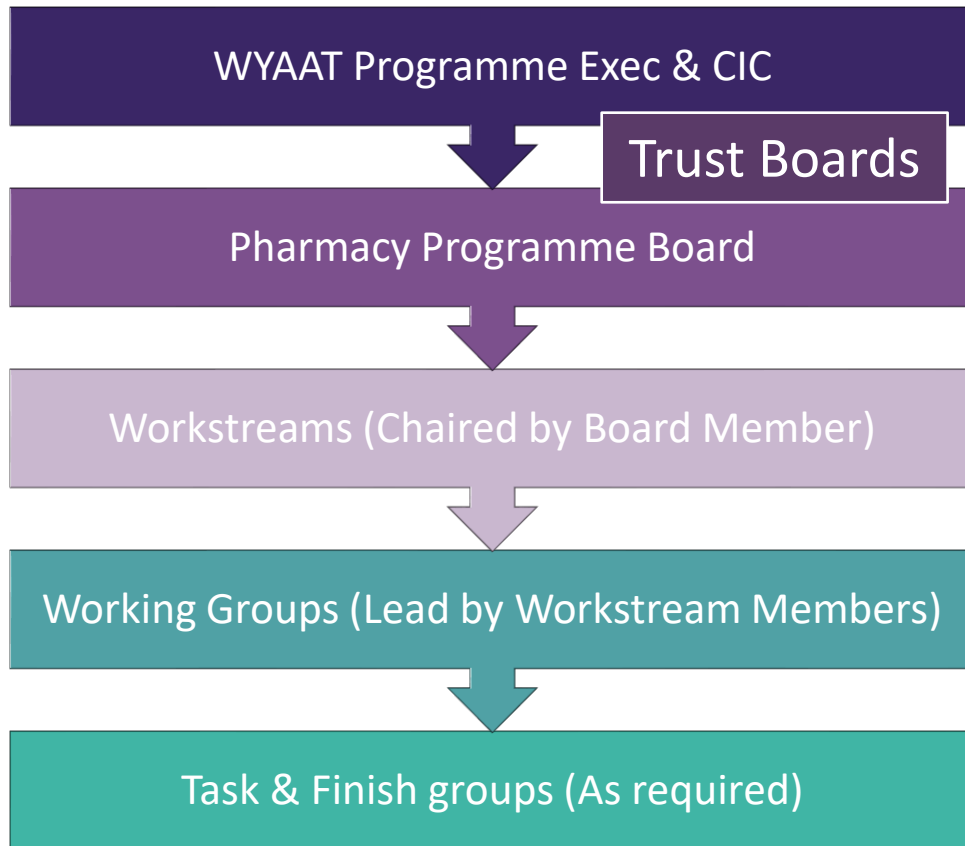 WYAAT Programme Exec & CIC
Trust Boards
Pharmacy Programme Board
Workstreams (Chaired by Board Member)
Working Groups (Lead by Workstream Members)
Task & Finish groups (As required)